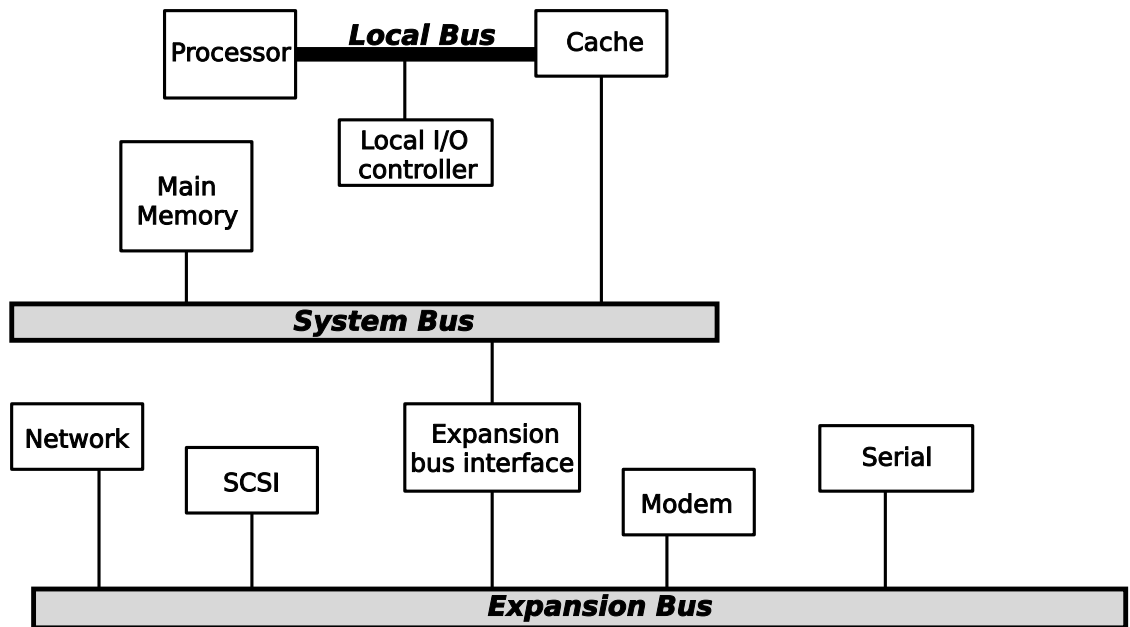 Local Bus
Processor
Cache
Local I/O
controller
Main
Memory
System Bus
Network
SCSI
Expansion
bus interface
Modem
Serial
Expansion Bus